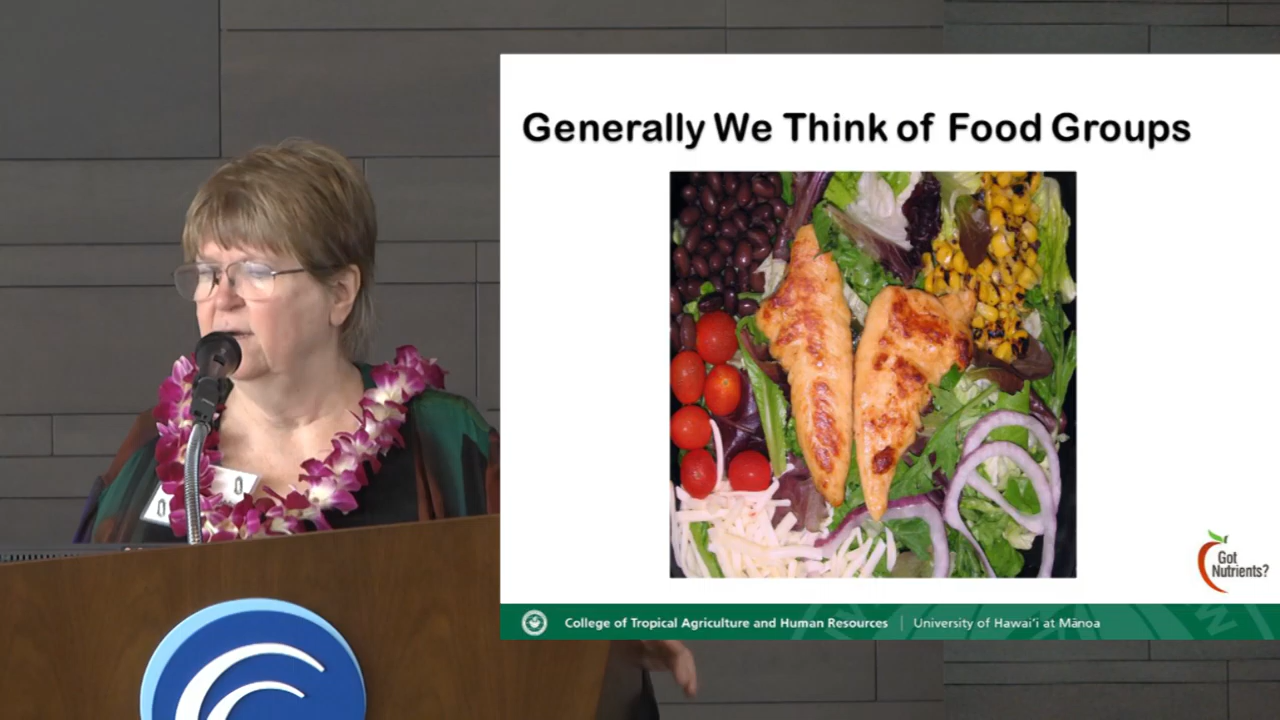 Generally We Think of Food Groups
Got
Nutrients?
College of Tropical Agriculture and Human Resources | University of Hawai'i at Mānoa